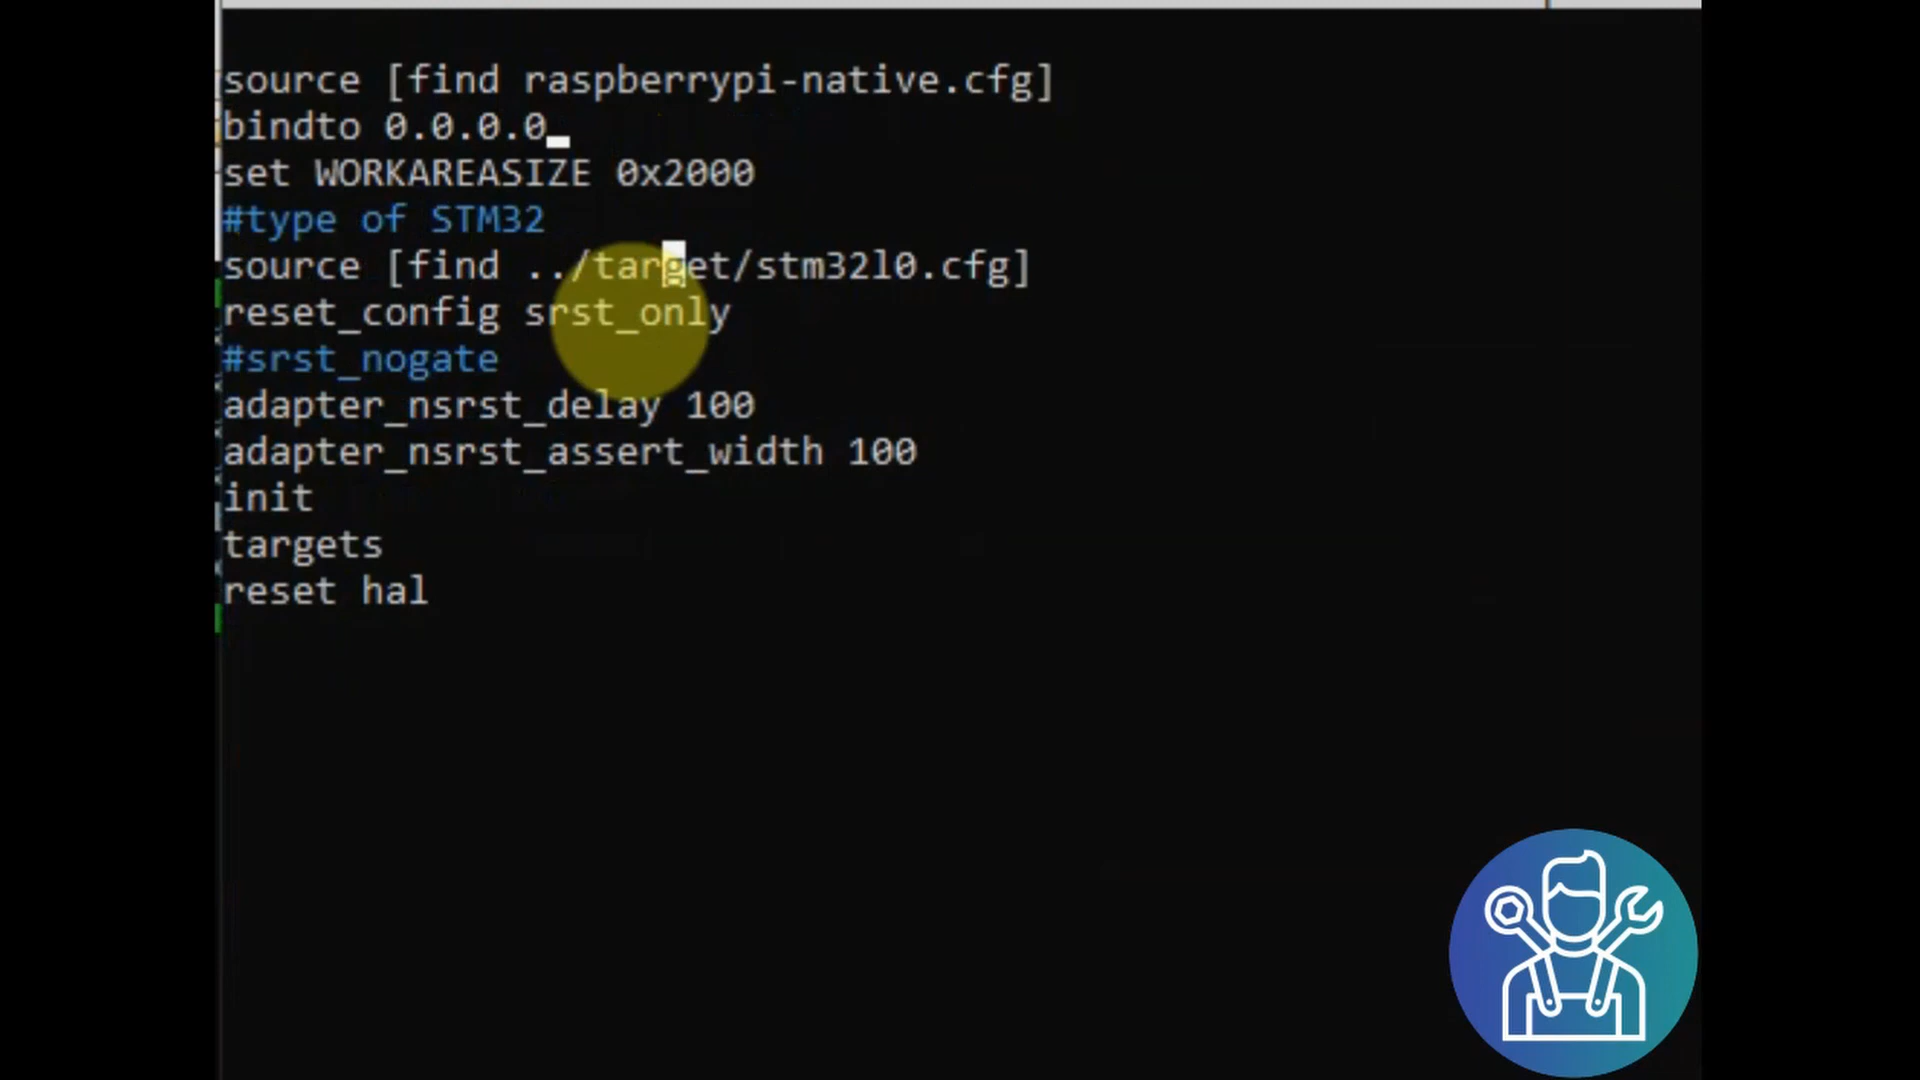 source [find raspberrypi-native.cfg]
bindto 0.0.0.0
set WORKAREASIZE 0x2000
#type of STM32
source [find ../target/stm32l0.cfg]
reset_config srst_only
#srst_nogate
adapter_nsrst_delay 100
adapter_nsrst_assert_width 100
init
targets
reset hal